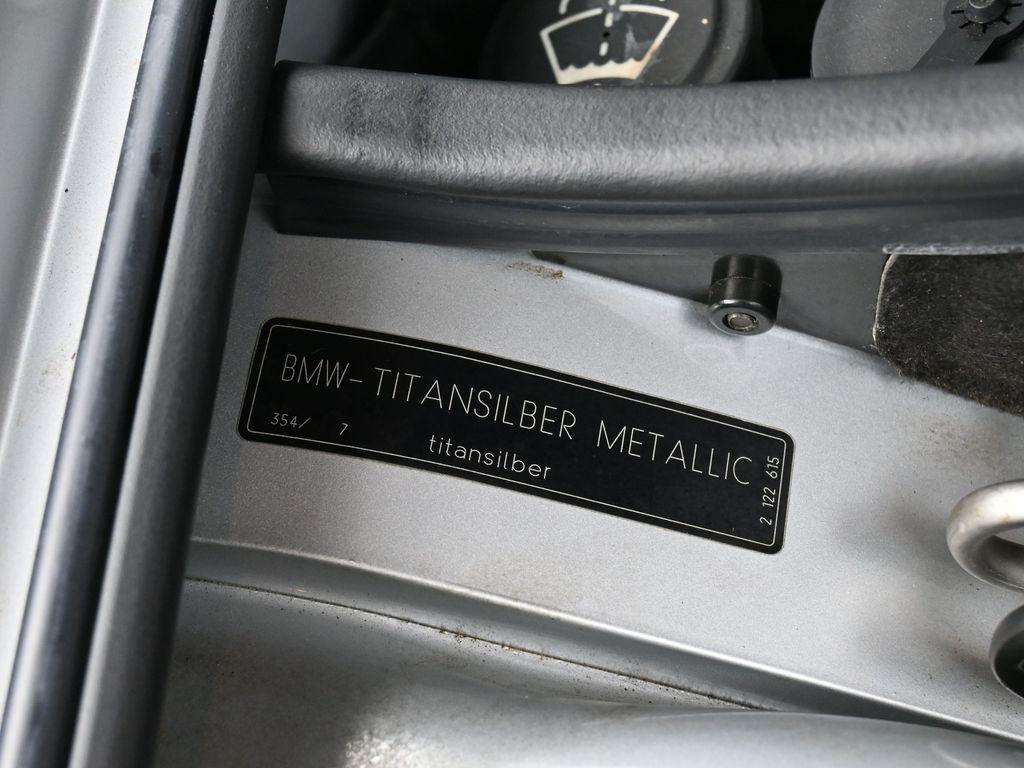 BMW-TITANSILBER METALLIC
354/ 7
titansilber
2 122 615